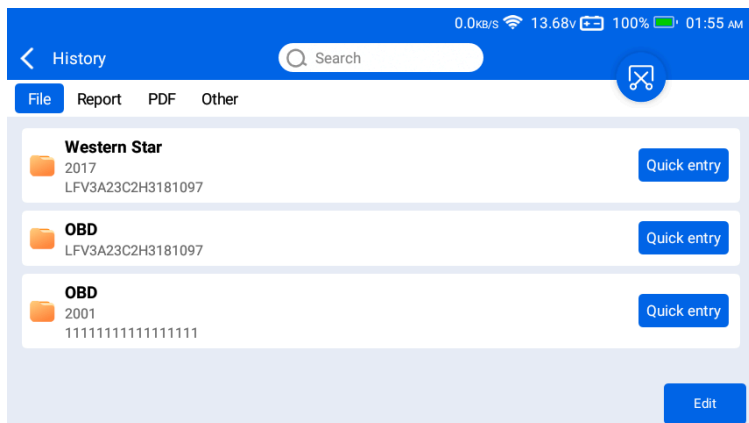 0.0KB/S 13.68V 100% 01:55 AM
History Search
File Report PDF Other
Western Star
2017
LFV3A23C2H3181097
Quick entry
OBD
LFV3A23C2H3181097
Quick entry
OBD
2001
11111111111111111
Quick entry
Edit